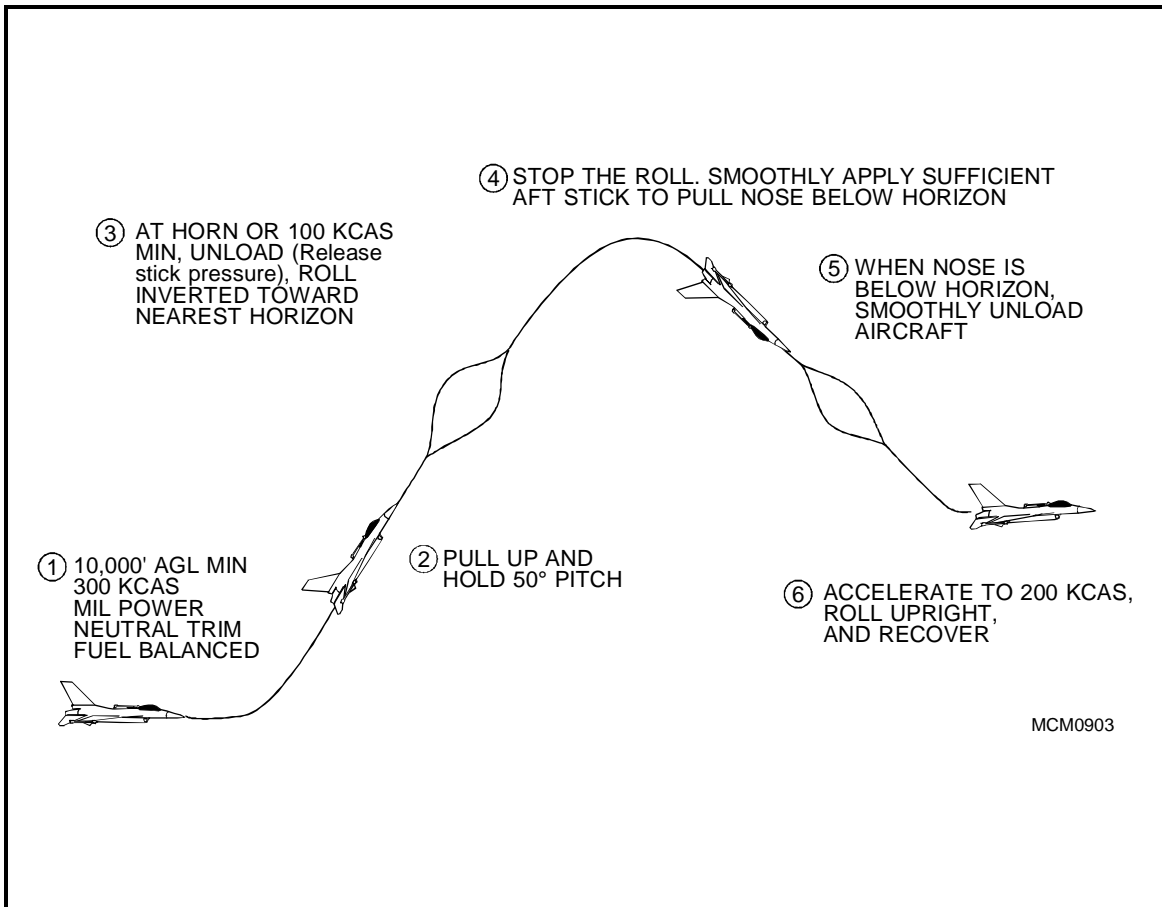 ① 10,000' AGL MIN
300 KCAS
MIL POWER
NEUTRAL TRIM
FUEL BALANCED
② PULL UP AND
HOLD 50° PITCH
③ AT HORN OR 100 KCAS
MIN, UNLOAD (Release
stick pressure), ROLL
INVERTED TOWARD
NEAREST HORIZON
④ STOP THE ROLL. SMOOTHLY APPLY SUFFICIENT
AFT STICK TO PULL NOSE BELOW HORIZON
⑤ WHEN NOSE IS
BELOW HORIZON,
SMOOTHLY UNLOAD
AIRCRAFT
⑥ ACCELERATE TO 200 KCAS,
ROLL UPRIGHT,
AND RECOVER
MCM0903